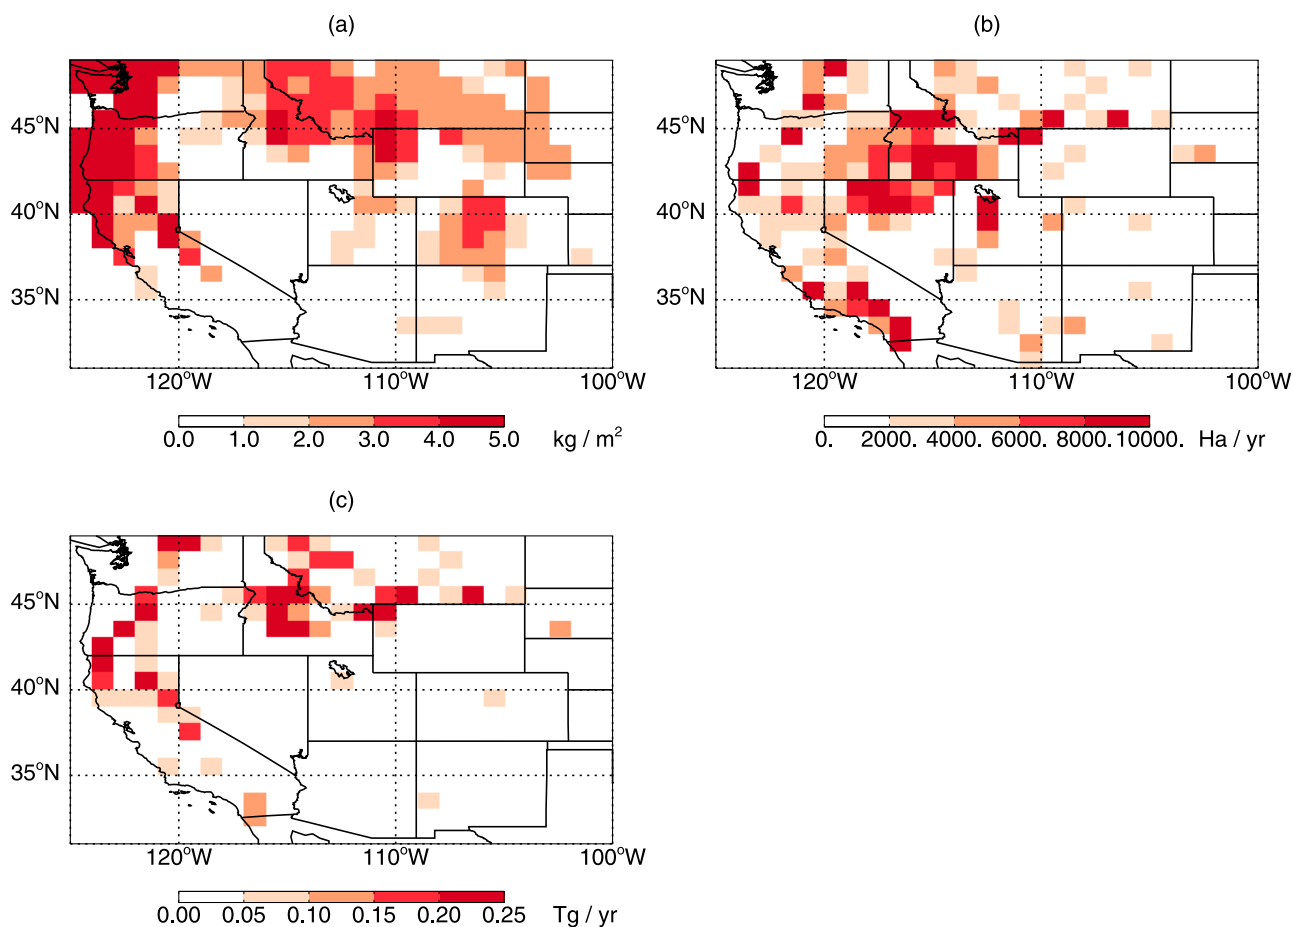 (a)
45°N
40°N
35°N
120°W 110°W 100°W
0.0 1.0 2.0 3.0 4.0 5.0 kg / m²
(b)
45°N
40°N
35°N
120°W 110°W 100°W
0. 2000. 4000. 6000. 8000. 10000. Ha / yr
(c)
45°N
40°N
35°N
120°W 110°W 100°W
0.00 0.05 0.10 0.15 0.20 0.25 Tg / yr